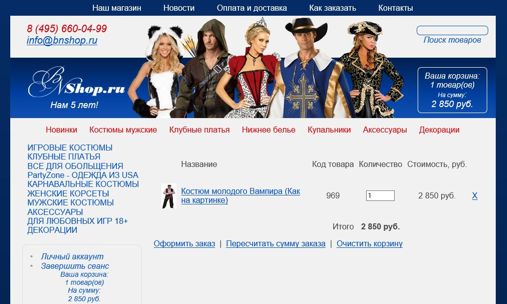 Наш магазин Новости Оплата и доставка Как заказать Контакты
8 (495) 660-04-99
info@bnshop.ru
Поиск товаров
BNShop.ru
Нам 5 лет!
Ваша корзина:
1 товар(ов)
На сумму:
2 850 руб.
Новинки Костюмы мужские Клубные платья Нижнее белье Купальники Аксессуары Декорации
ИГРОВЫЕ КОСТЮМЫ
КЛУБНЫЕ ПЛАТЬЯ
ВСЕ ДЛЯ ОБОЛЬЩЕНИЯ
PartyZone - ОДЕЖДА ИЗ USA
КАРНАВАЛЬНЫЕ КОСТЮМЫ
ЖЕНСКИЕ КОРСЕТЫ
МУЖСКИЕ КОСТЮМЫ
АКСЕССУАРЫ
ДЛЯ ЛЮБОВНЫХ ИГР 18+
ДЕКОРАЦИИ
Название Код товара Количество Стоимость, руб.
Костюм молодого Вампира (Как на картинке) 969 1 2 850 руб. X
Итого 2 850 руб.
Оформить заказ | Пересчитать сумму заказа | Очистить корзину
Личный аккаунт
Завершить сеанс
Ваша корзина:
1 товар(ов)
На сумму:
2 850 руб.